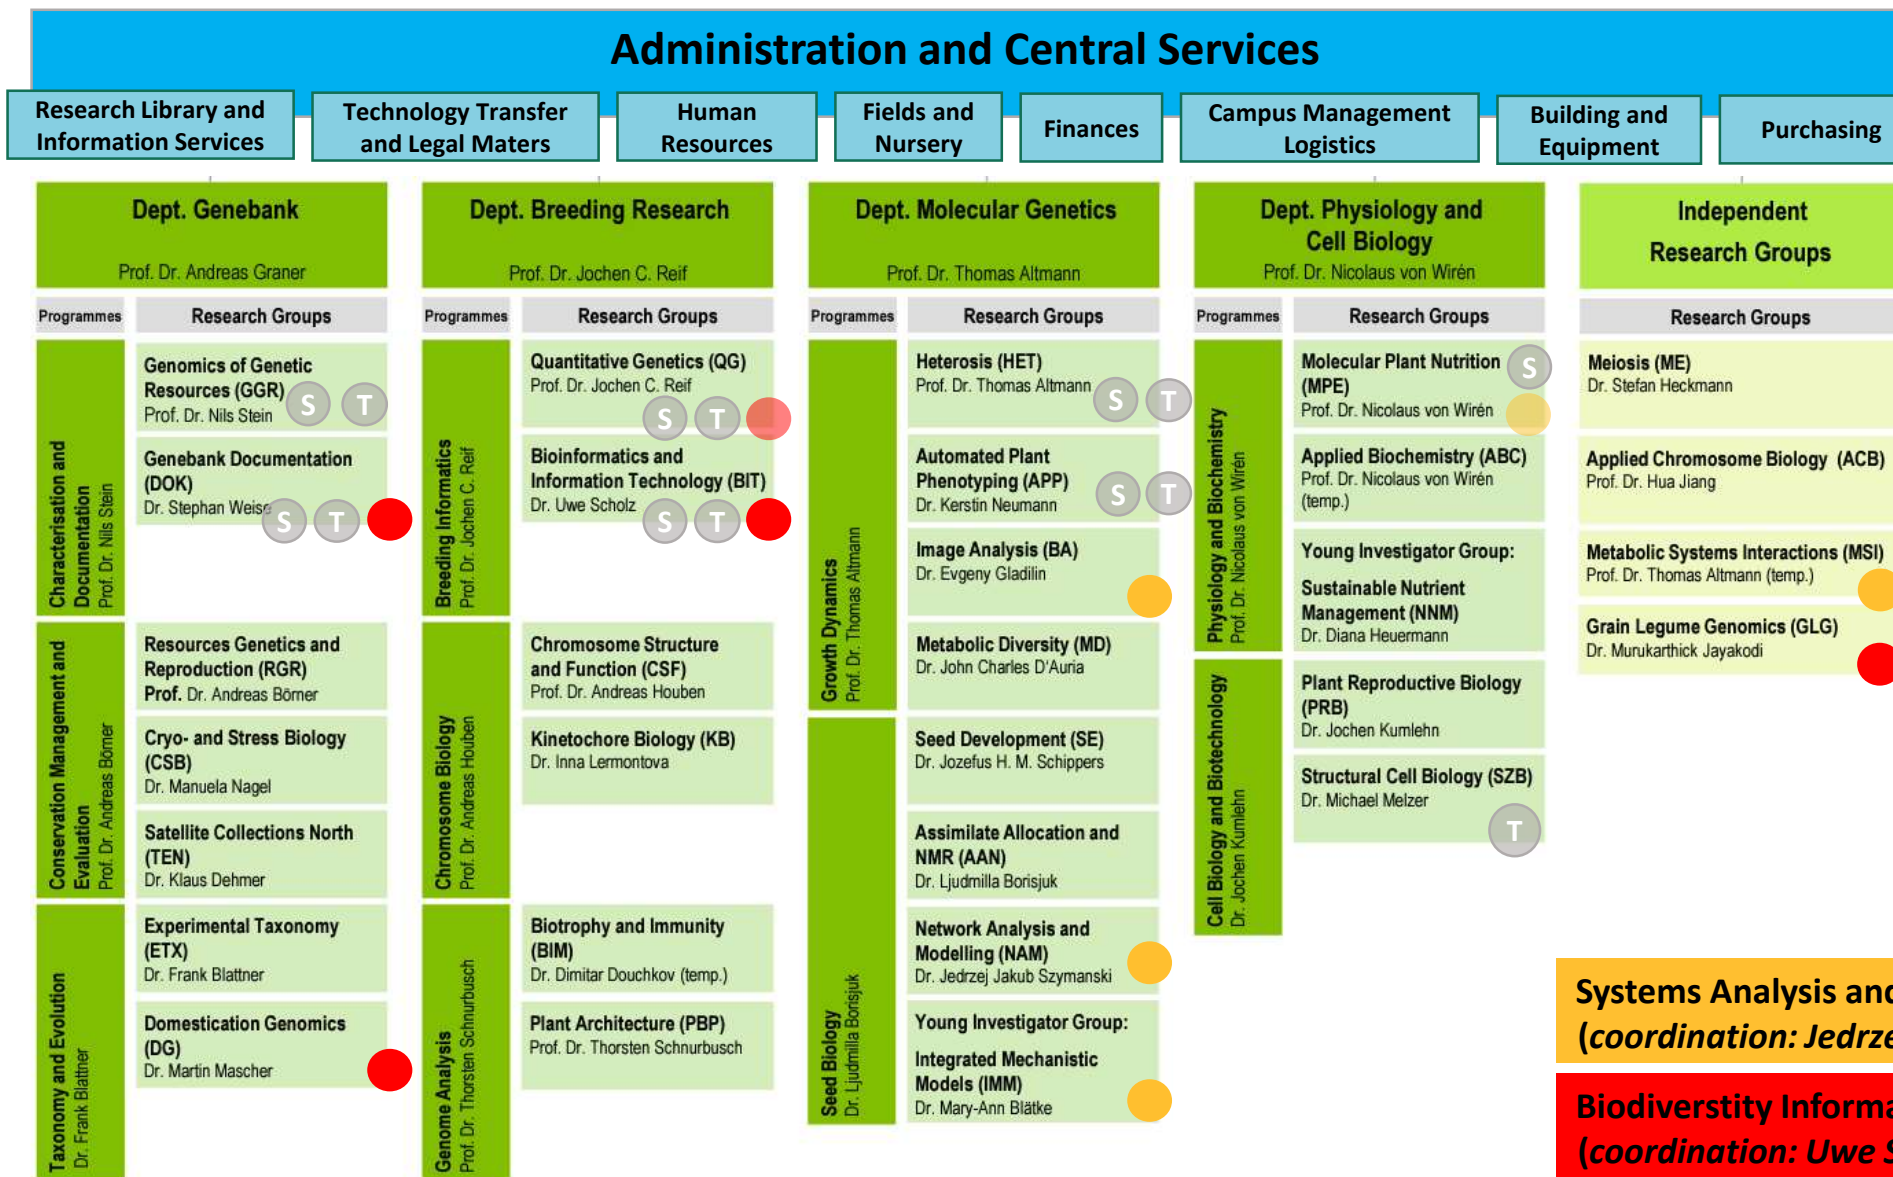 Administration and Central Services
Research Library and
Information Services
Technology Transfer
and Legal Maters
Human
Resources
Fields and
Nursery
Finances
Campus Management
Logistics
Building and
Equipment
Purchasing
Dept. Genebank
Prof. Dr. Andreas Graner
Programmes
Research Groups
Characterisation and
Documentation
Prof. Dr. Nils Stein
Genomics of Genetic
Resources (GGR)
Prof. Dr. Nils Stein
S T
Genebank Documentation
(DOK)
Dr. Stephan Weise
S T
Conservation Management and
Evaluation
Prof. Dr. Andreas Börner
Resources Genetics and
Reproduction (RGR)
Prof. Dr. Andreas Börner
Cryo- and Stress Biology
(CSB)
Dr. Manuela Nagel
Satellite Collections North
(TEN)
Dr. Klaus Dehmer
Taxonomy and Evolution
Dr. Frank Blattner
Experimental Taxonomy
(ETX)
Dr. Frank Blattner
Domestication Genomics
(DG)
Dr. Martin Mascher
Dept. Breeding Research
Prof. Dr. Jochen C. Reif
Programmes
Research Groups
Breeding Informatics
Prof. Dr. Jochen C. Reif
Quantitative Genetics (QG)
Prof. Dr. Jochen C. Reif
S T
Bioinformatics and
Information Technology (BIT)
Dr. Uwe Scholz
S T
Chromosome Biology
Prof. Dr. Andreas Houben
Chromosome Structure
and Function (CSF)
Prof. Dr. Andreas Houben
Kinetochore Biology (KB)
Dr. Inna Lermontova
Genome Analysis
Prof. Dr. Thorsten Schnurbusch
Biotrophy and Immunity
(BIM)
Dr. Dimitar Douchkov (temp.)
Plant Architecture (PBP)
Prof. Dr. Thorsten Schnurbusch
Dept. Molecular Genetics
Prof. Dr. Thomas Altmann
Programmes
Research Groups
Growth Dynamics
Prof. Dr. Thomas Altmann
Heterosis (HET)
Prof. Dr. Thomas Altmann
S T
Automated Plant
Phenotyping (APP)
Dr. Kerstin Neumann
S T
Image Analysis (BA)
Dr. Evgeny Gladilin
Metabolic Diversity (MD)
Dr. John Charles D'Auria
Seed Biology
Dr. Ljudmilla Borisjuk
Seed Development (SE)
Dr. Jozefus H. M. Schippers
Assimilate Allocation and
NMR (AAN)
Dr. Ljudmilla Borisjuk
Network Analysis and
Modelling (NAM)
Dr. Jedrzej Jakub Szymanski
Young Investigator Group:
Integrated Mechanistic
Models (IMM)
Dr. Mary-Ann Blätke
Dept. Physiology and
Cell Biology
Prof. Dr. Nicolaus von Wirén
Programmes
Research Groups
Physiology and Biochemistry
Prof. Dr. Nicolaus von Wirén
Molecular Plant Nutrition
(MPE)
Prof. Dr. Nicolaus von Wirén
S
Applied Biochemistry (ABC)
Prof. Dr. Nicolaus von Wirén
(temp.)
Young Investigator Group:
Sustainable Nutrient
Management (NNM)
Dr. Diana Heuermann
Cell Biology and Biotechnology
Dr. Jochen Kumlehn
Plant Reproductive Biology
(PRB)
Dr. Jochen Kumlehn
Structural Cell Biology (SZB)
Dr. Michael Melzer
T
Independent
Research Groups
Research Groups
Meiosis (ME)
Dr. Stefan Heckmann
Applied Chromosome Biology (ACB)
Prof. Dr. Hua Jiang
Metabolic Systems Interactions (MSI)
Prof. Dr. Thomas Altmann (temp.)
Grain Legume Genomics (GLG)
Dr. Murukarthick Jayakodi
Systems Analysis and
(coordination: Jedrze
Biodiverstity Informa
(coordination: Uwe S